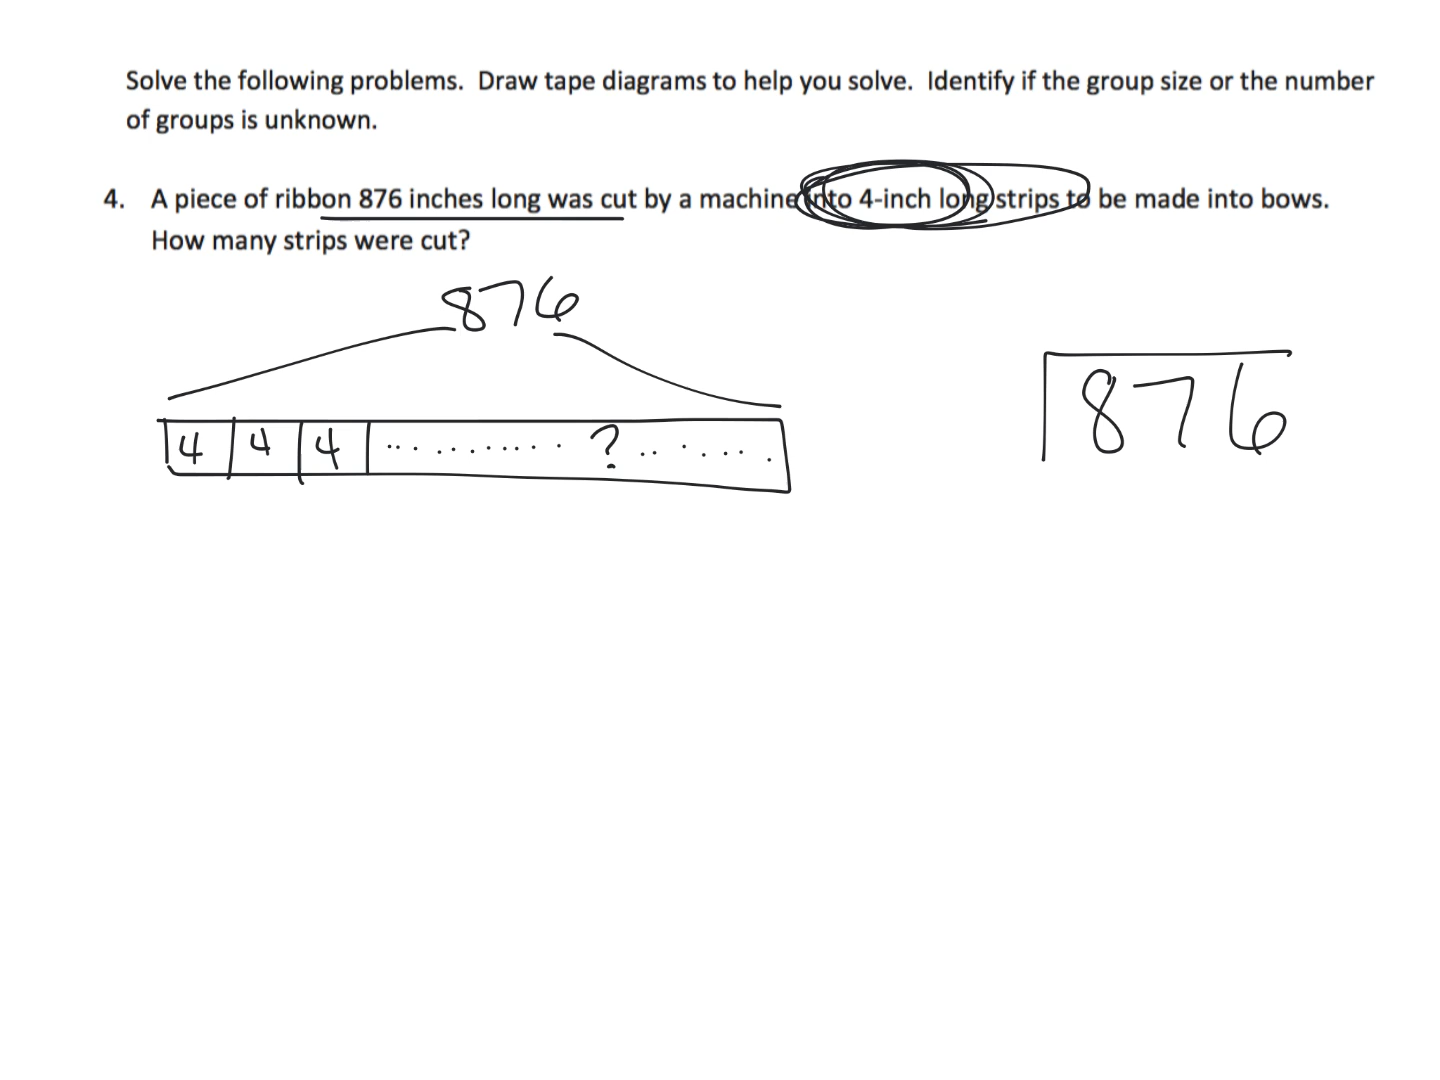 Solve the following problems. Draw tape diagrams to help you solve. Identify if the group size or the number
of groups is unknown.
4. A piece of ribbon 876 inches long was cut by a machine into 4-inch long strips to be made into bows.
How many strips were cut?
876
4 4 4 .. . . . . . . . . . . ? .. . . . . . .
876